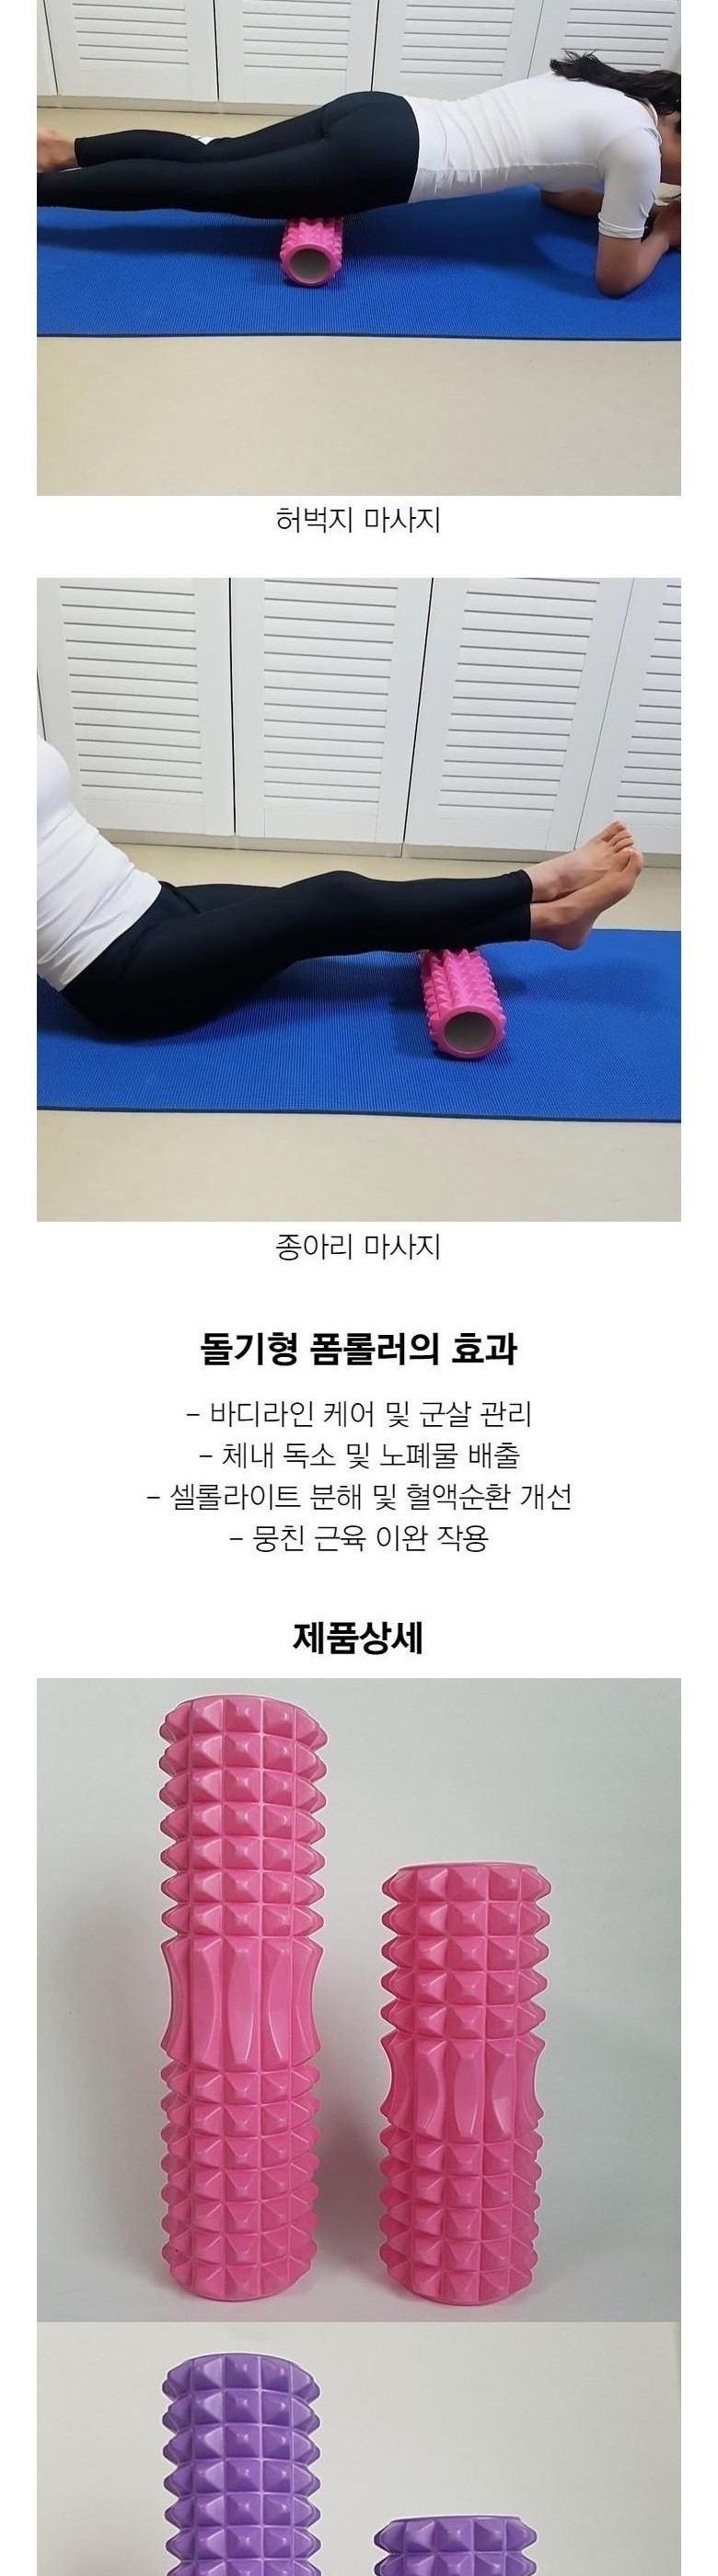 허벅지 마사지
종아리 마사지
돌기형 폼롤러의 효과
- 바디라인 케어 및 군살 관리
- 체내 독소 및 노폐물 배출
- 셀롤라이트 분해 및 혈액순환 개선
- 뭉친 근육 이완 작용
제품상세